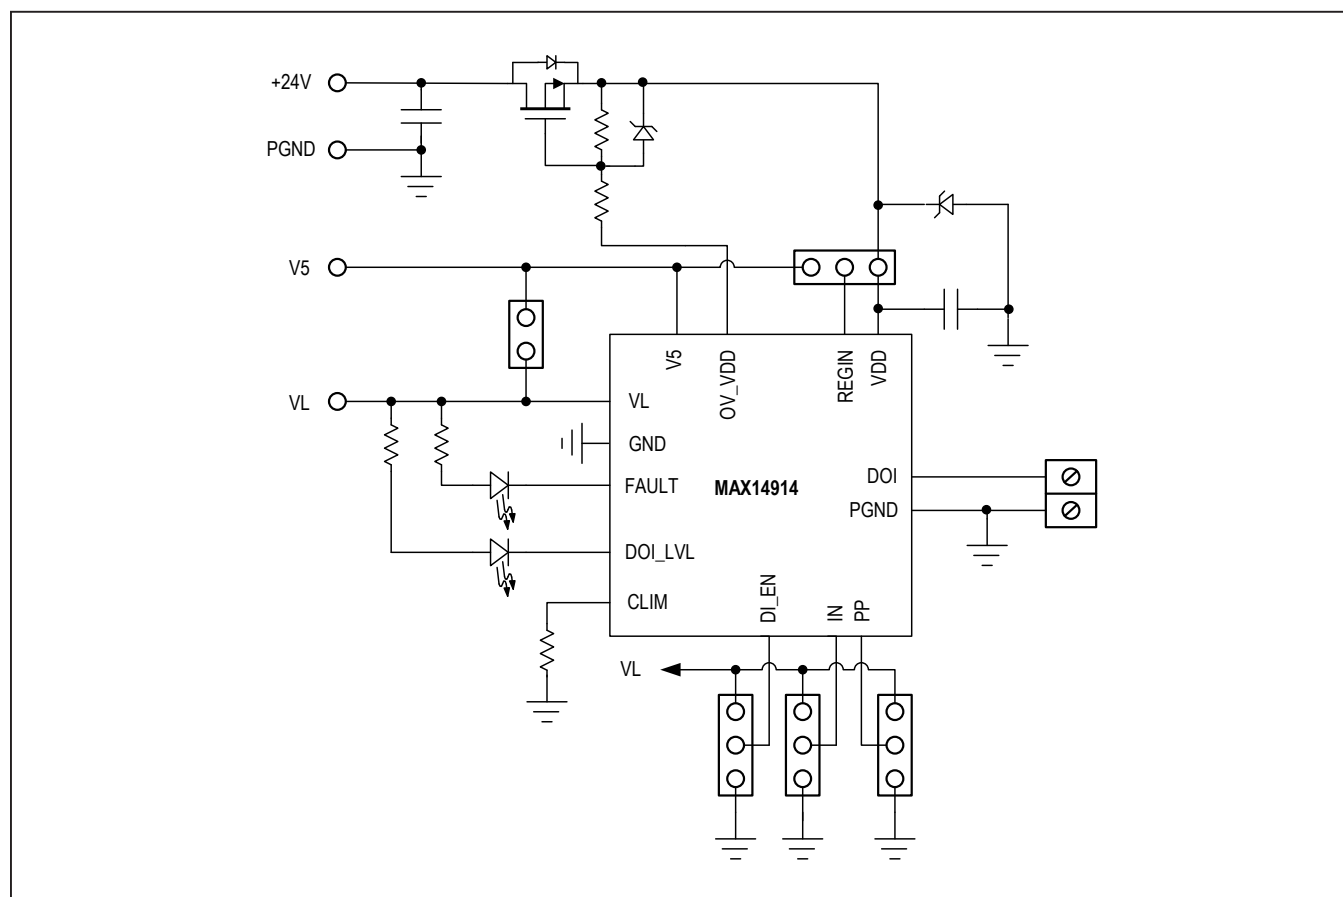 +24V
PGND
V5
VL
V5
OV_VDD
REGIN
VDD
VL
GND
FAULT
DOI_LVL
CLIM
MAX14914
DOI
PGND
DI_EN
IN
PP
VL